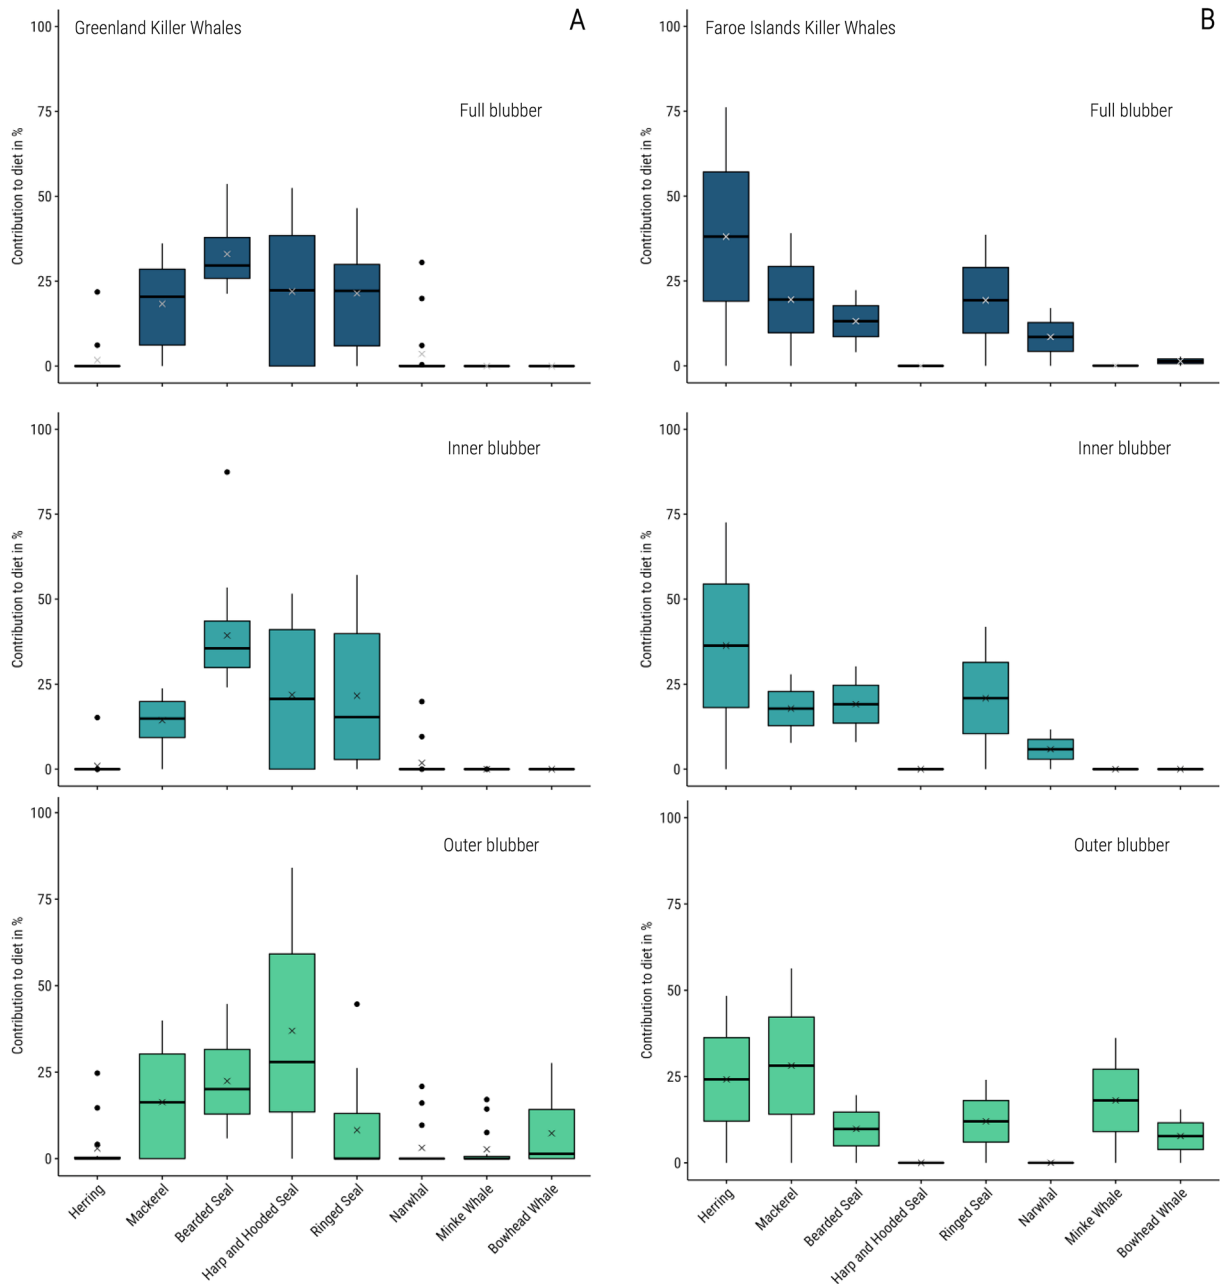 Greenland Killer Whales
A
Full blubber
Contribution to diet in %
100
75
50
25
0
Inner blubber
Contribution to diet in %
100
75
50
25
0
Outer blubber
Contribution to diet in %
100
75
50
25
0
Herring
Mackerel
Bearded Seal
Harp and Hooded Seal
Ringed Seal
Narwhal
Minke Whale
Bowhead Whale
Faroe Islands Killer Whales
B
Full blubber
Contribution to diet in %
100
75
50
25
0
Inner blubber
Contribution to diet in %
100
75
50
25
0
Outer blubber
Contribution to diet in %
100
75
50
25
0
Herring
Mackerel
Bearded Seal
Harp and Hooded Seal
Ringed Seal
Narwhal
Minke Whale
Bowhead Whale